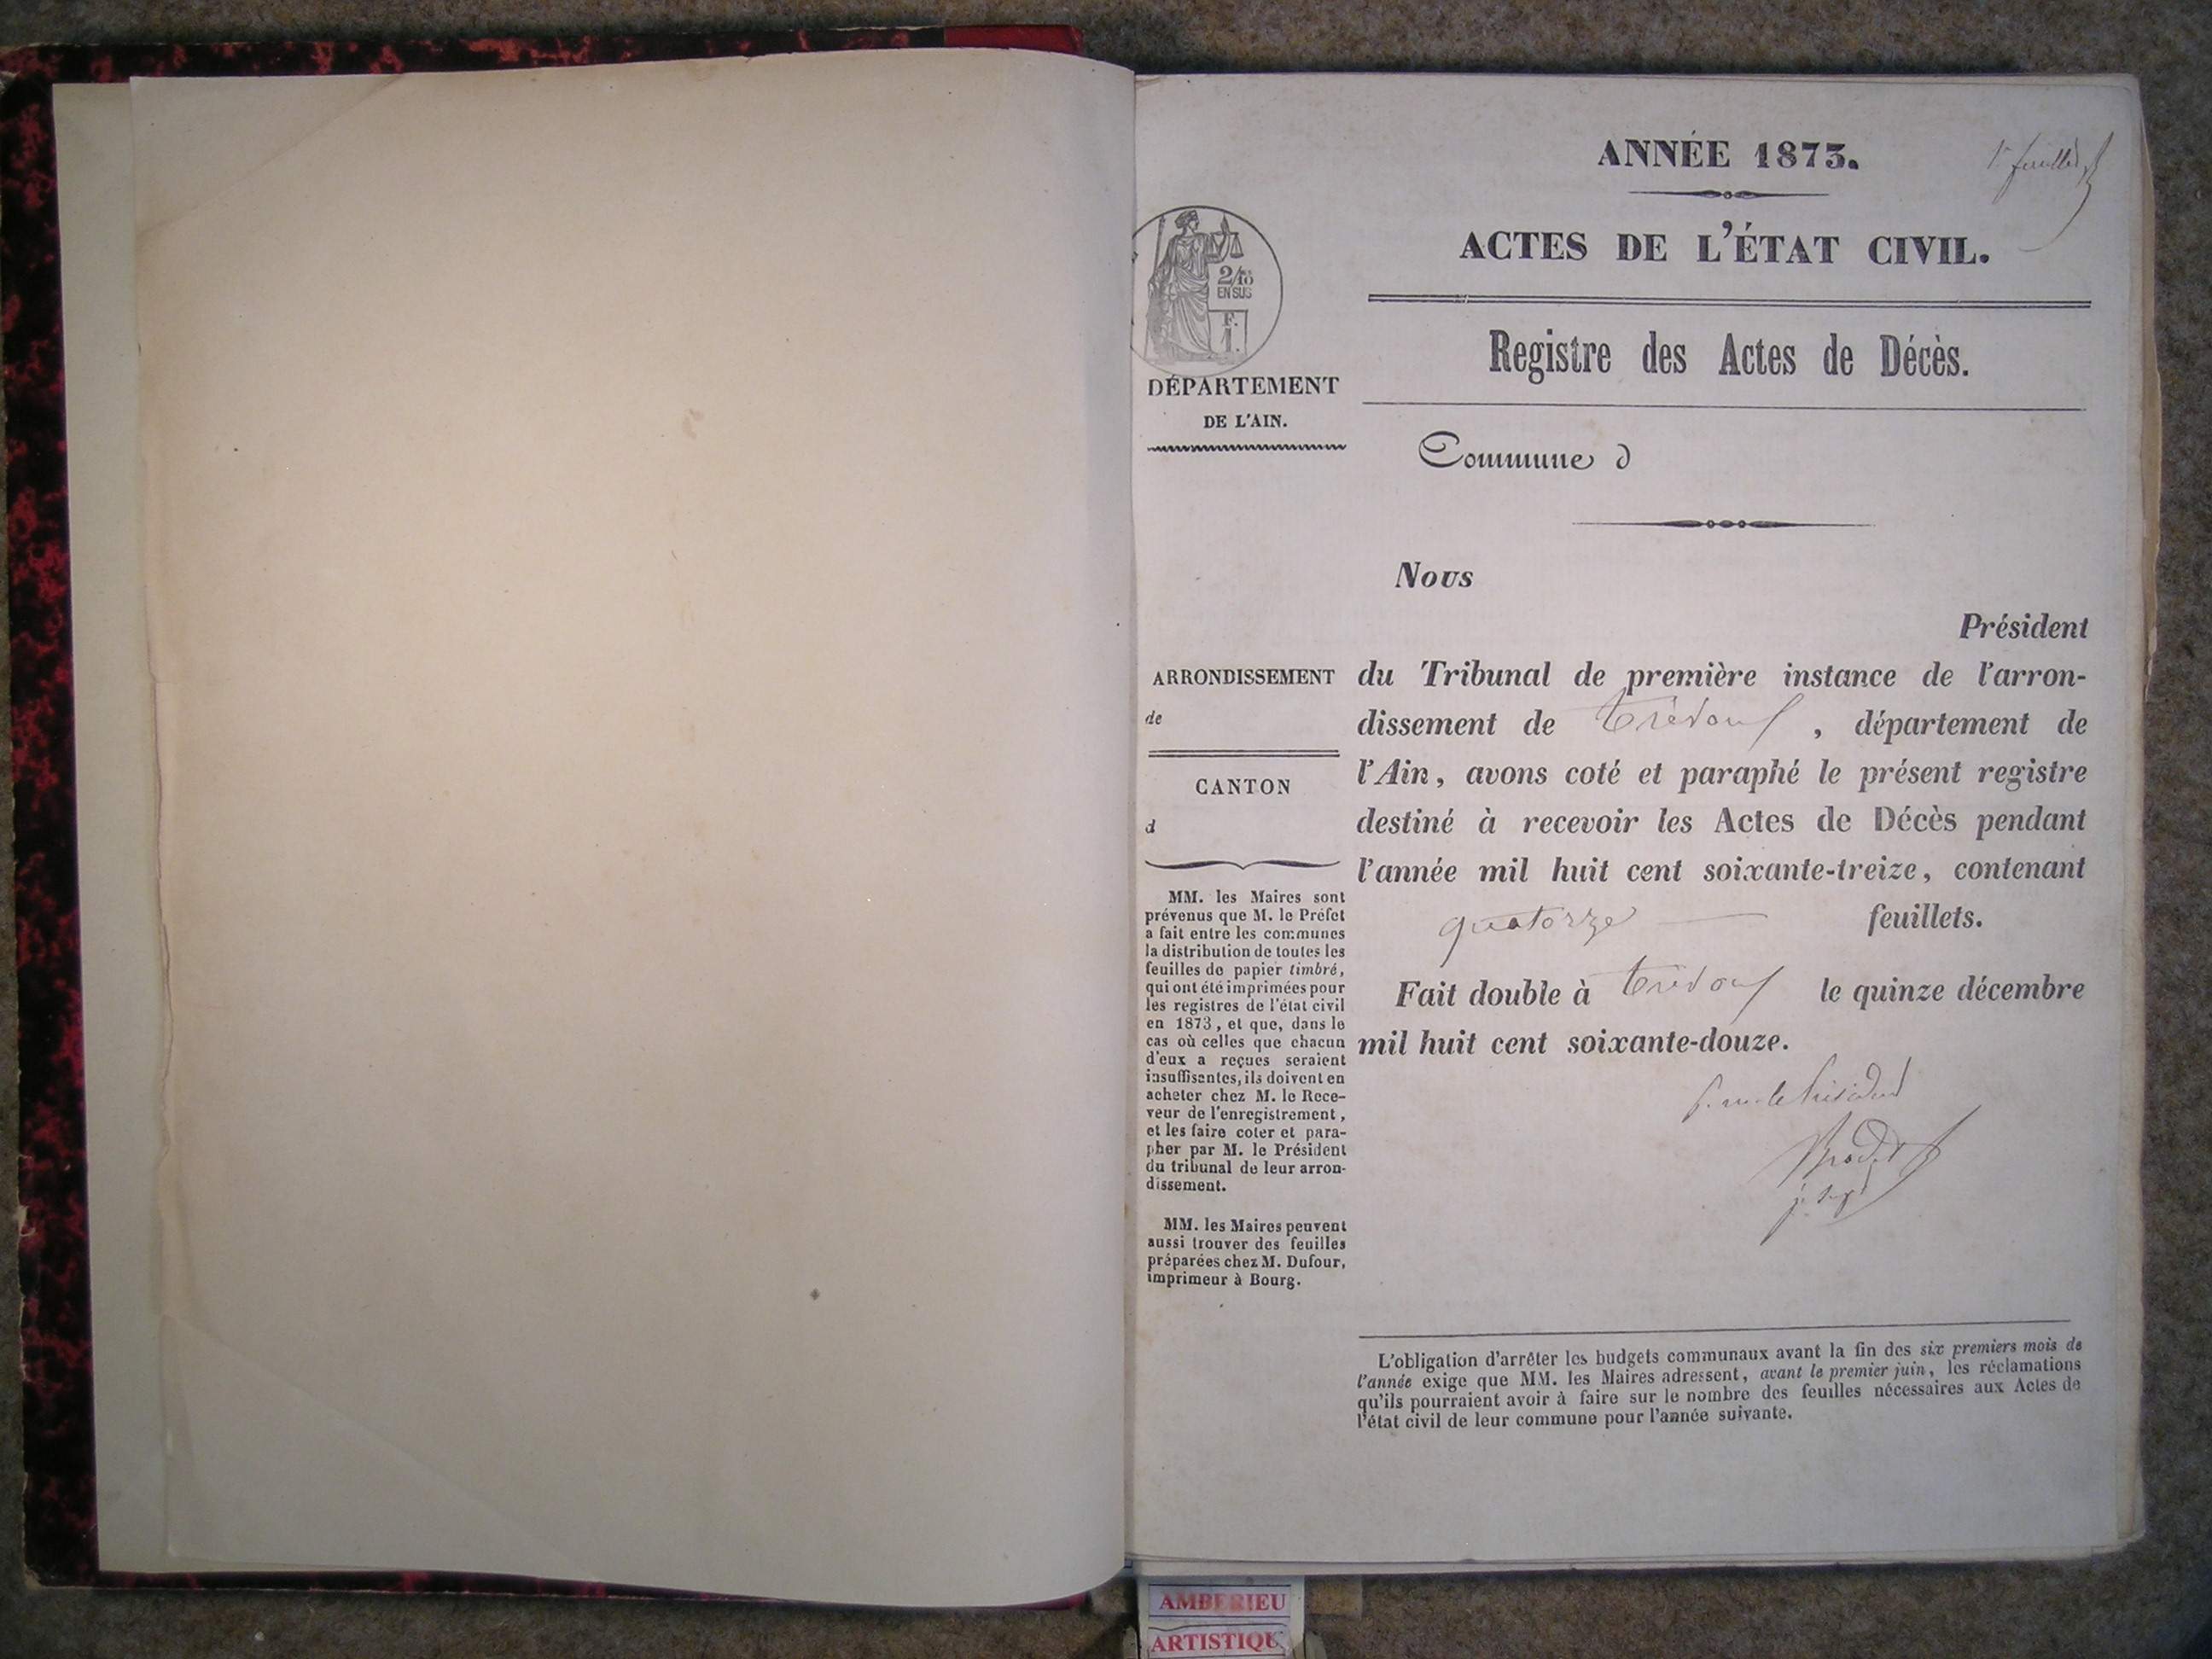 ANNÉE 1873.
1er feuillet
ACTES DE L'ÉTAT CIVIL.
2/10 EN SUS
F.
1.
Registre des Actes de Décès.
DÉPARTEMENT
DE L'AIN.
Commune d
Nous
Président
du Tribunal de première instance de l'arron-
dissement de Trévoux, département de
l'Ain, avons coté et paraphé le présent registre
destiné à recevoir les Actes de Décès pendant
l'année mil huit cent soixante-treize, contenant
quatorze feuillets.
Fait double à Trévoux le quinze décembre
mil huit cent soixante-douze.
le Président
ARRONDISSEMENT
de
CANTON
d
MM. les Maires sont
prévenus que M. le Préfet
a fait entre les communes
la distribution de toutes les
feuilles de papier timbré,
qui ont été imprimées pour
les registres de l'état civil
en 1873, et que, dans le
cas où celles que chacun
d'eux a reçues seraient
insuffisantes, ils doivent en
acheter chez M. le Rece-
veur de l'enregistrement,
et les faire coter et para-
pher par M. le Président
du tribunal de leur arron-
dissement.
MM. les Maires peuvent
aussi trouver des feuilles
préparées chez M. Dufour,
imprimeur à Bourg.
L'obligation d'arrêter les budgets communaux avant la fin des six premiers mois de
l'année exige que MM. les Maires adressent, avant le premier juin, les réclamations
qu'ils pourraient avoir à faire sur le nombre des feuilles nécessaires aux Actes de
l'état civil de leur commune pour l'année suivante.
AMBERIEU
ARTISTIQU